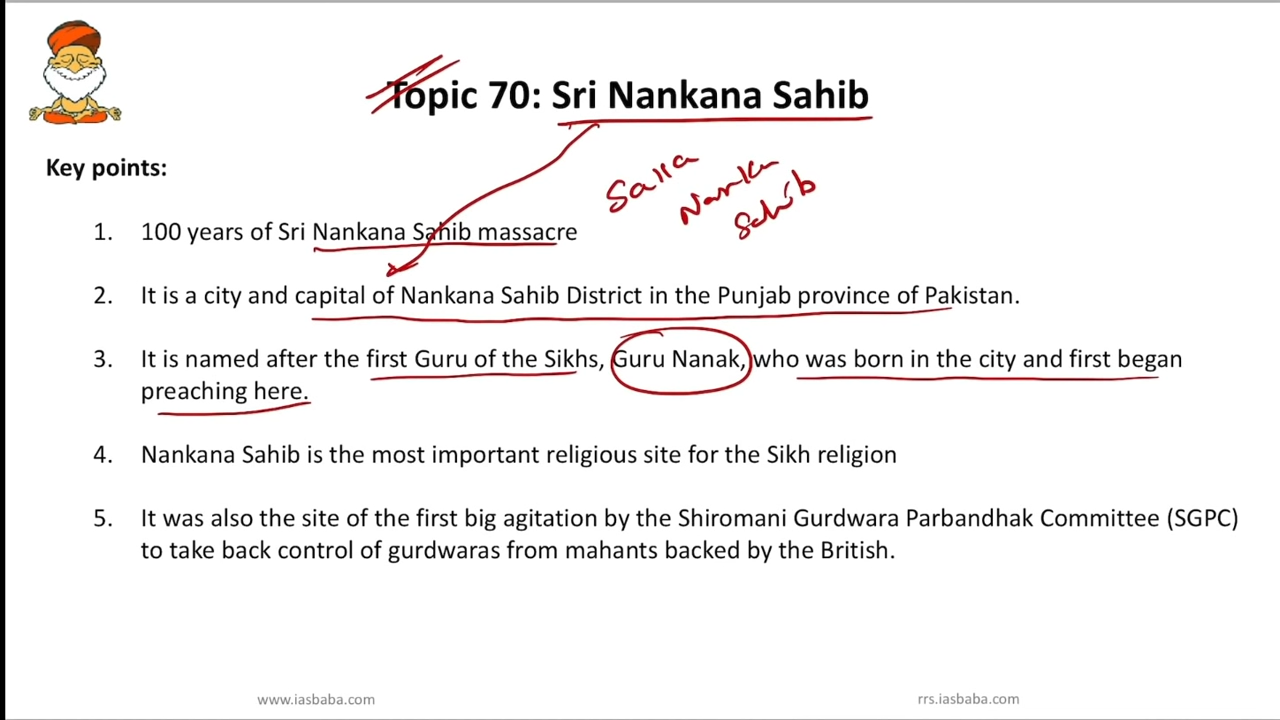 Topic 70: Sri Nankana Sahib
Key points:
Saka
Nanka
Sahib
1. 100 years of Sri Nankana Sahib massacre
2. It is a city and capital of Nankana Sahib District in the Punjab province of Pakistan.
3. It is named after the first Guru of the Sikhs, Guru Nanak, who was born in the city and first began
preaching here.
4. Nankana Sahib is the most important religious site for the Sikh religion
5. It was also the site of the first big agitation by the Shiromani Gurdwara Parbandhak Committee (SGPC)
to take back control of gurdwaras from mahants backed by the British.
www.iasbaba.com
rrs.iasbaba.com